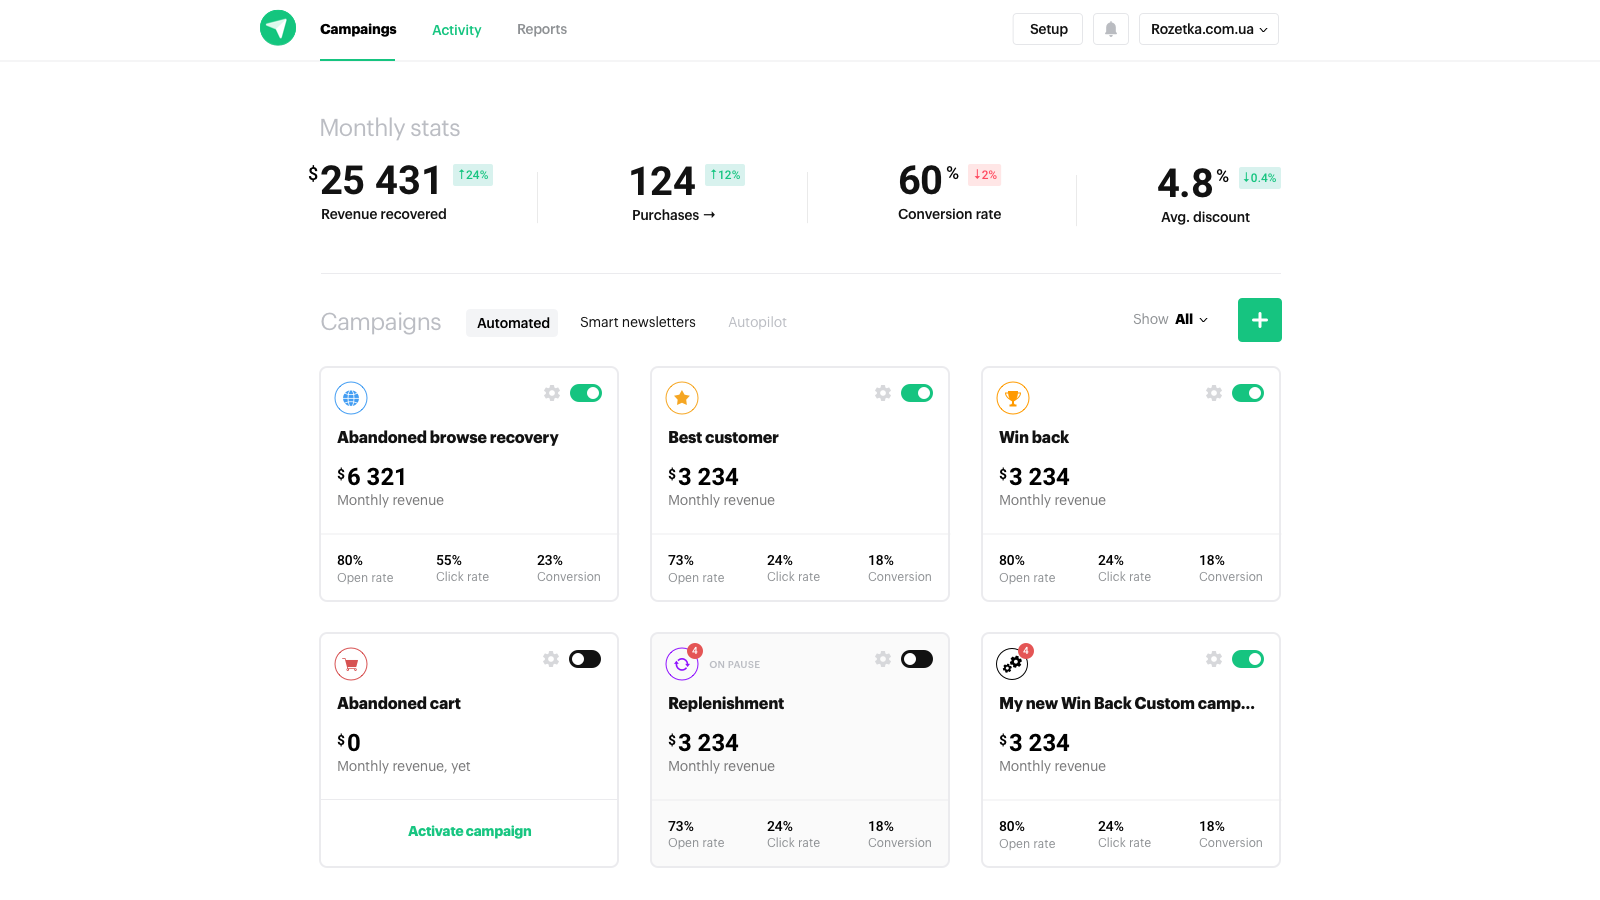 Campaings Activity Reports Setup Rozetka.com.ua
Monthly stats
$25 431 ↑24% 124 ↑12% 60% ↓2% 4.8% ↓0.4%
Revenue recovered Purchases → Conversion rate Avg. discount
Campaigns Automated Smart newsletters Autopilot Show All +
Abandoned browse recovery
$6 321
Monthly revenue
80% 55% 23%
Open rate Click rate Conversion
Best customer
$3 234
Monthly revenue
73% 24% 18%
Open rate Click rate Conversion
Win back
$3 234
Monthly revenue
80% 24% 18%
Open rate Click rate Conversion
Abandoned cart
$0
Monthly revenue, yet
Activate campaign
4 ON PAUSE
Replenishment
$3 234
Monthly revenue
73% 24% 18%
Open rate Click rate Conversion
4
My new Win Back Custom camp...
$3 234
Monthly revenue
80% 24% 18%
Open rate Click rate Conversion